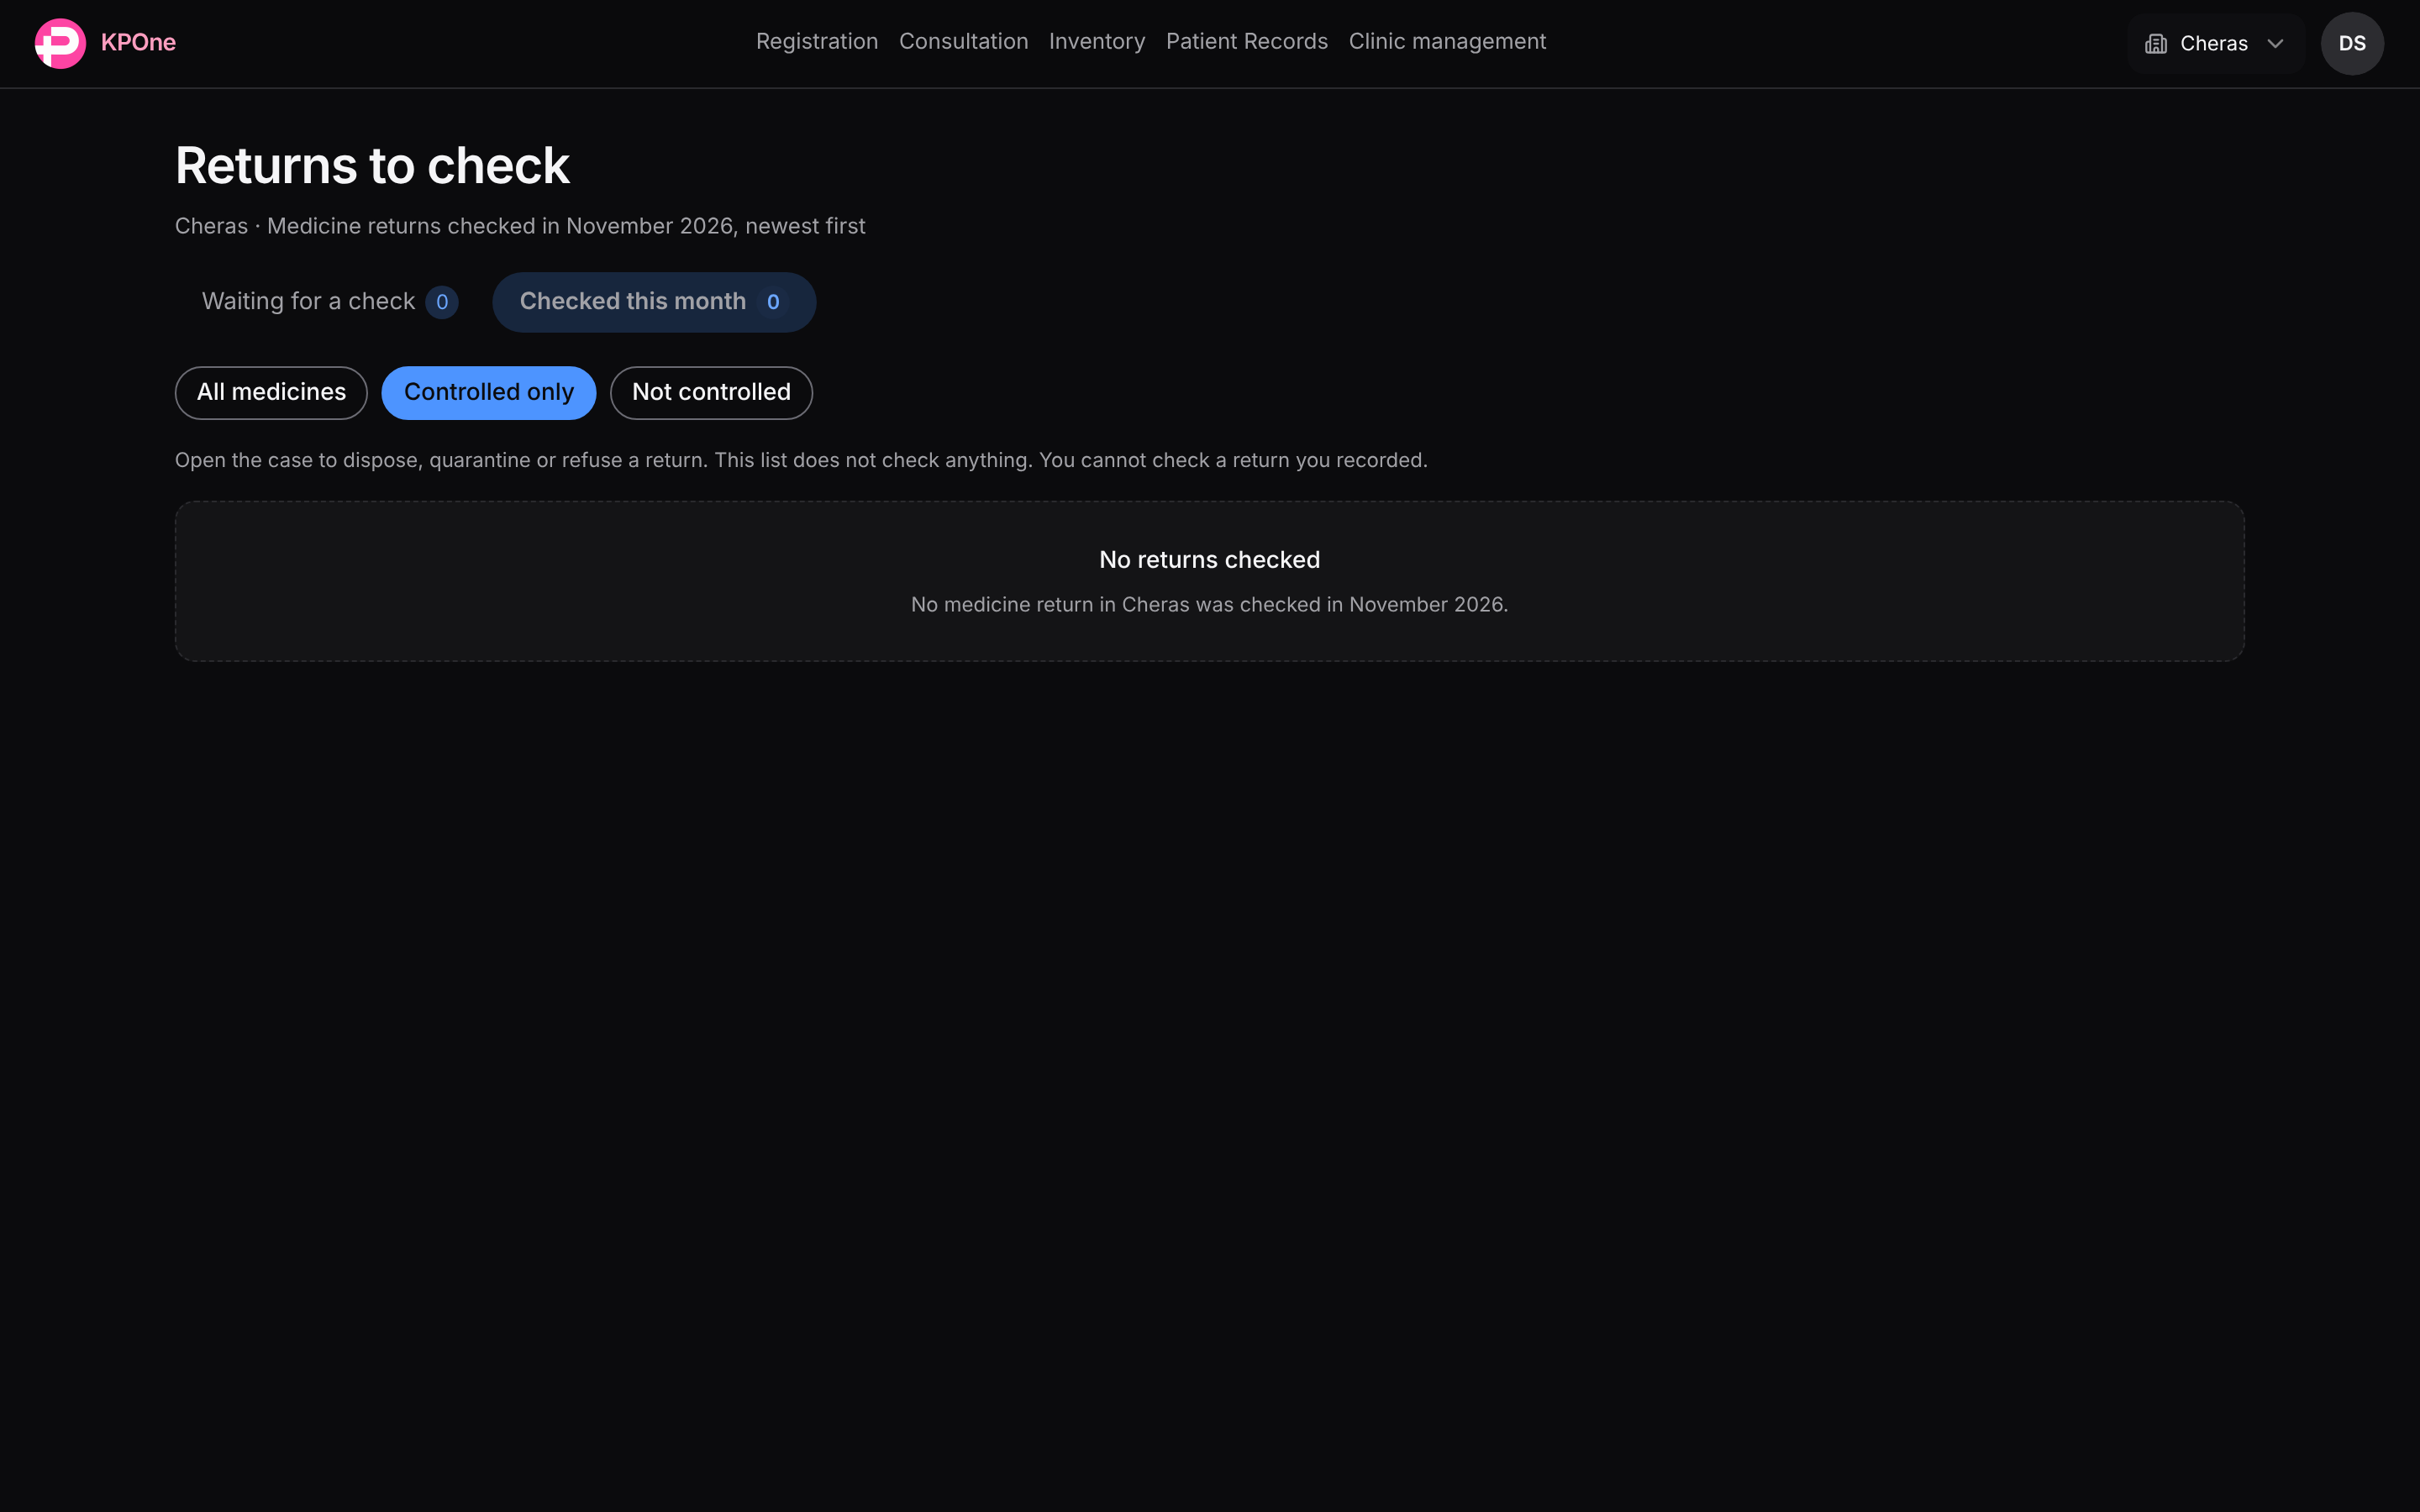 KPOne
Registration Consultation Inventory Patient Records Clinic management
Cheras
DS
Returns to check
Cheras · Medicine returns checked in November 2026, newest first
Waiting for a check 0
Checked this month 0
All medicines
Controlled only
Not controlled
Open the case to dispose, quarantine or refuse a return. This list does not check anything. You cannot check a return you recorded.
No returns checked
No medicine return in Cheras was checked in November 2026.